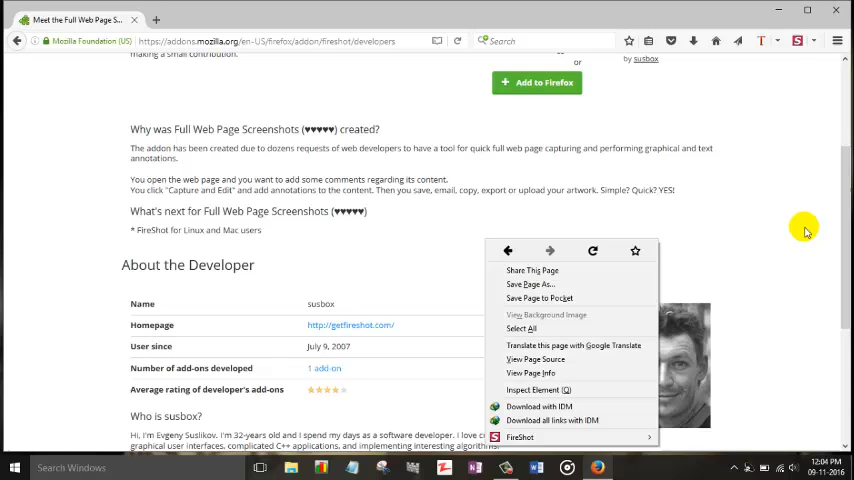 Meet the Full Web Page S...
Mozilla Foundation (US)
https://addons.mozilla.org/en-US/firefox/addon/fireshot/developers
Search
making a small contribution.
or
by susbox
Add to Firefox
Why was Full Web Page Screenshots (♥♥♥♥♥) created?
The addon has been created due to dozens requests of web developers to have a tool for quick full web page capturing and performing graphical and text
annotations.
You open the web page and you want to add some comments regarding its content.
You click "Capture and Edit" and add annotations to the content. Then you save, email, copy, export or upload your artwork. Simple? Quick? YES!
What's next for Full Web Page Screenshots (♥♥♥♥♥)
* FireShot for Linux and Mac users
About the Developer
Name susbox
Homepage http://getfireshot.com/
User since July 9, 2007
Number of add-ons developed 1 add-on
Average rating of developer's add-ons
Who is susbox?
Hi, I'm Evgeny Suslikov. I'm 32-years old and I spend my days as a software developer. I love
graphical user interfaces, complicated C++ applications, and implementing interesting algorithms.
Share This Page
Save Page As...
Save Page to Pocket
View Background Image
Select All
Translate this page with Google Translate
View Page Source
View Page Info
Inspect Element (Q)
Download with IDM
Download all links with IDM
FireShot
Search Windows
12:04 PM
09-11-2016